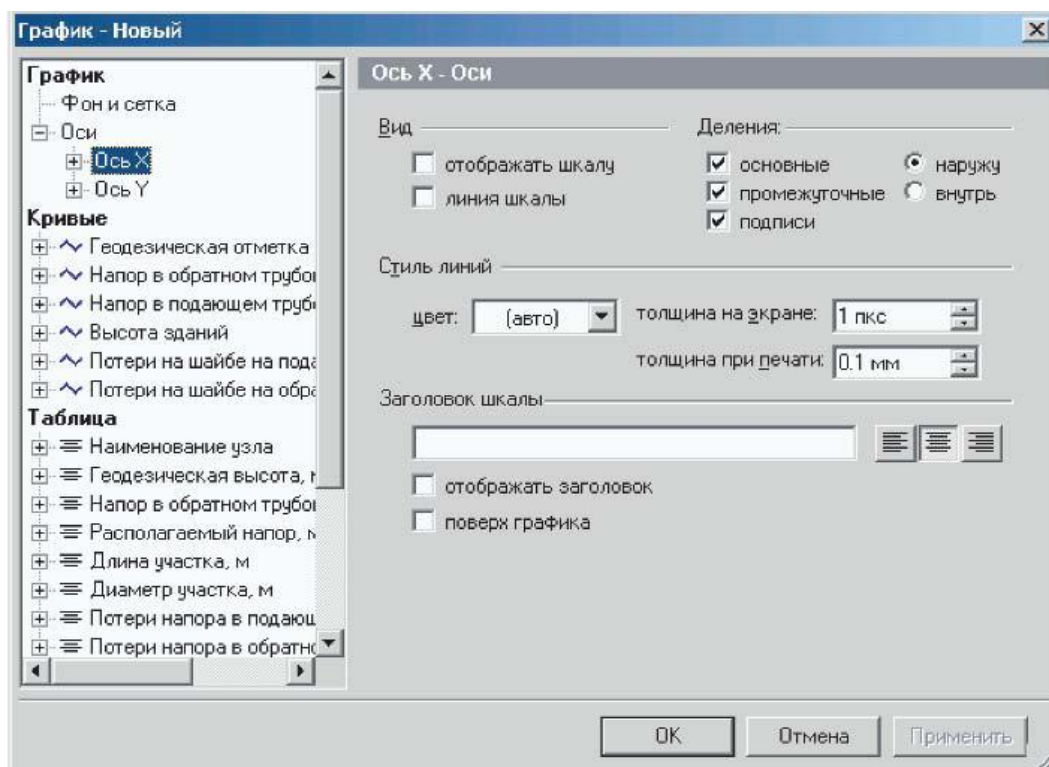 График - Новый
График
Фон и сетка
Оси
Ось X
Ось Y
Кривые
Геодезическая отметка
Напор в обратном трубо
Напор в подающем труб
Высота зданий
Потери на шайбе на пода
Потери на шайбе на обра
Таблица
Наименование узла
Геодезическая высота,
Напор в обратном трубо
Располагаемый напор, м
Длина участка, м
Диаметр участка, м
Потери напора в подающ
Потери напора в обратно
Ось X - Оси
Вид
отображать шкалу
линия шкалы
Деления:
основные
наружу
промежуточные
внутрь
подписи
Стиль линий
цвет: (авто)
толщина на экране: 1 пкс
толщина при печати: 0.1 мм
Заголовок шкалы
отображать заголовок
поверх графика
OK
Отмена
Применить